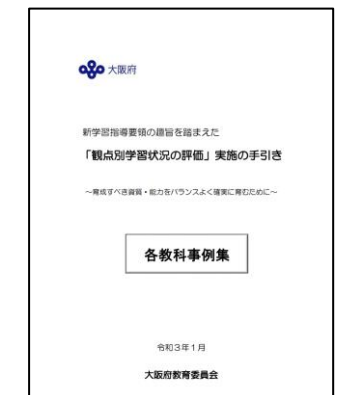 大阪府
新学習指導要領の趣旨を踏まえた
「観点別学習状況の評価」実施の手引き
～育成すべき資質・能力をバランスよく確実に育むために～
各教科事例集
令和3年1月
大阪府教育委員会